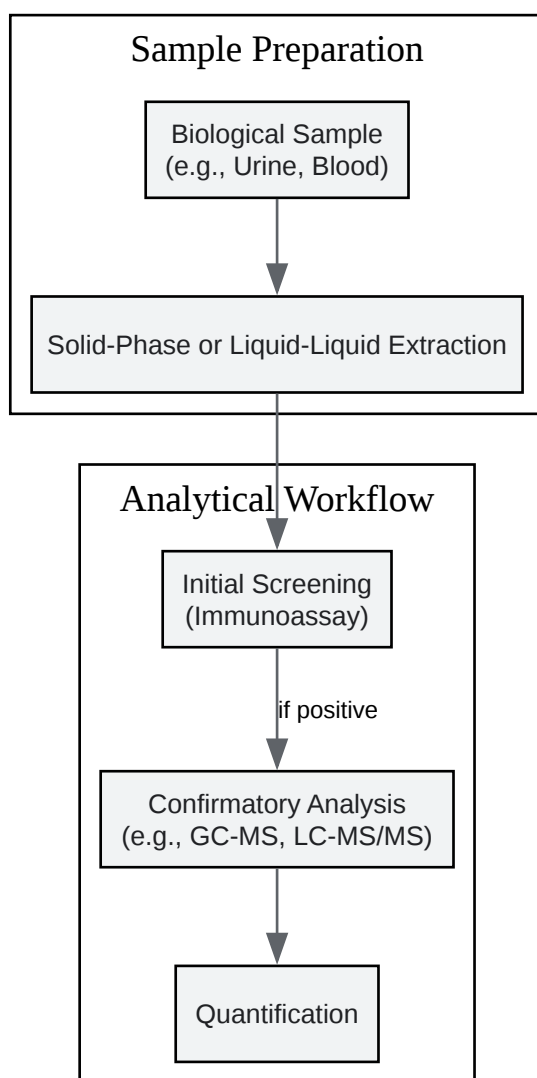 Sample Preparation
Biological Sample
(e.g., Urine, Blood)
Solid-Phase or Liquid-Liquid Extraction
Analytical Workflow
Initial Screening
(Immunoassay)
if positive
Confirmatory Analysis
(e.g., GC-MS, LC-MS/MS)
Quantification